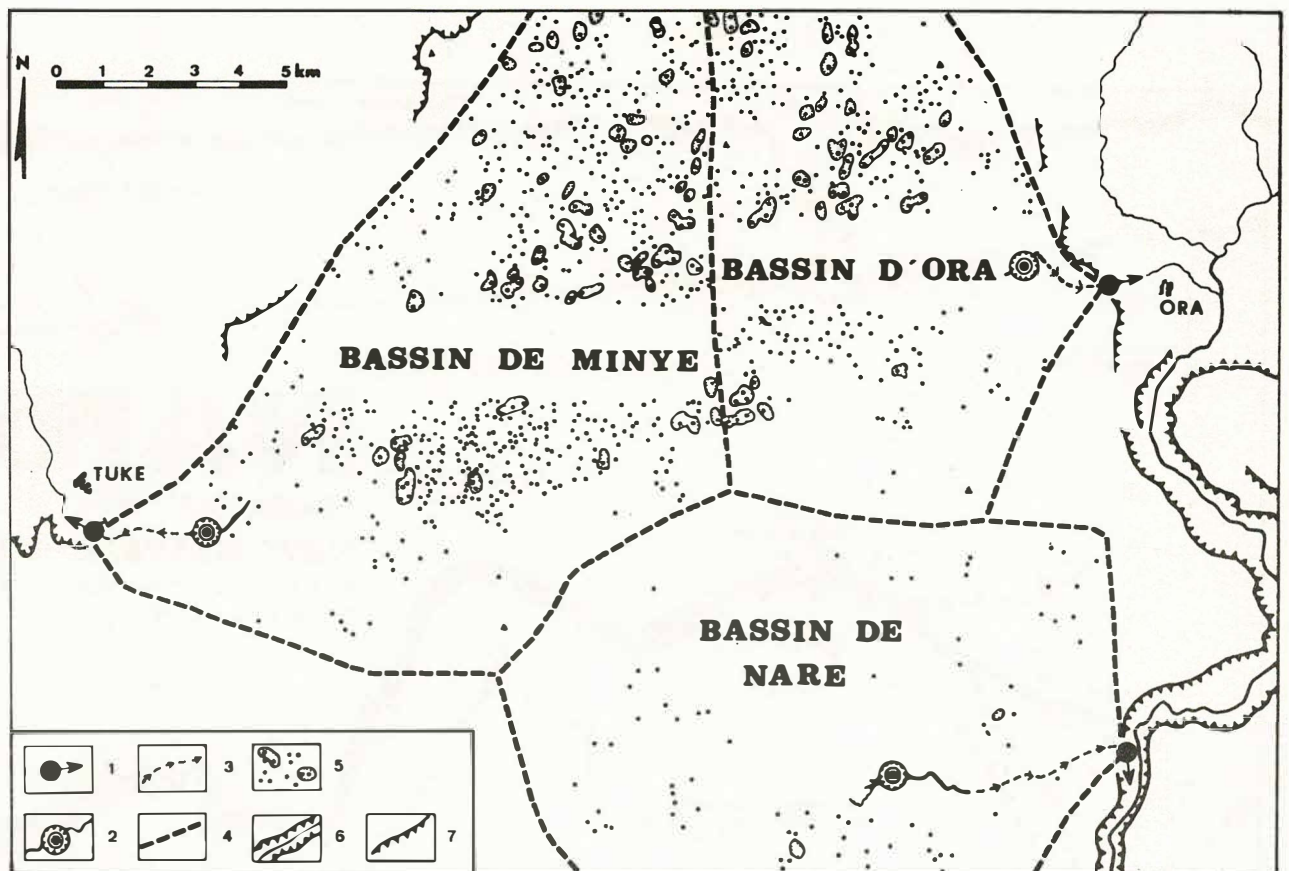 N
0 1 2 3 4 5 km
BASSIN D'ORA
ORA
BASSIN DE MINYE
TUKE
BASSIN DE
NARE
1 3 5
2 4 6 7